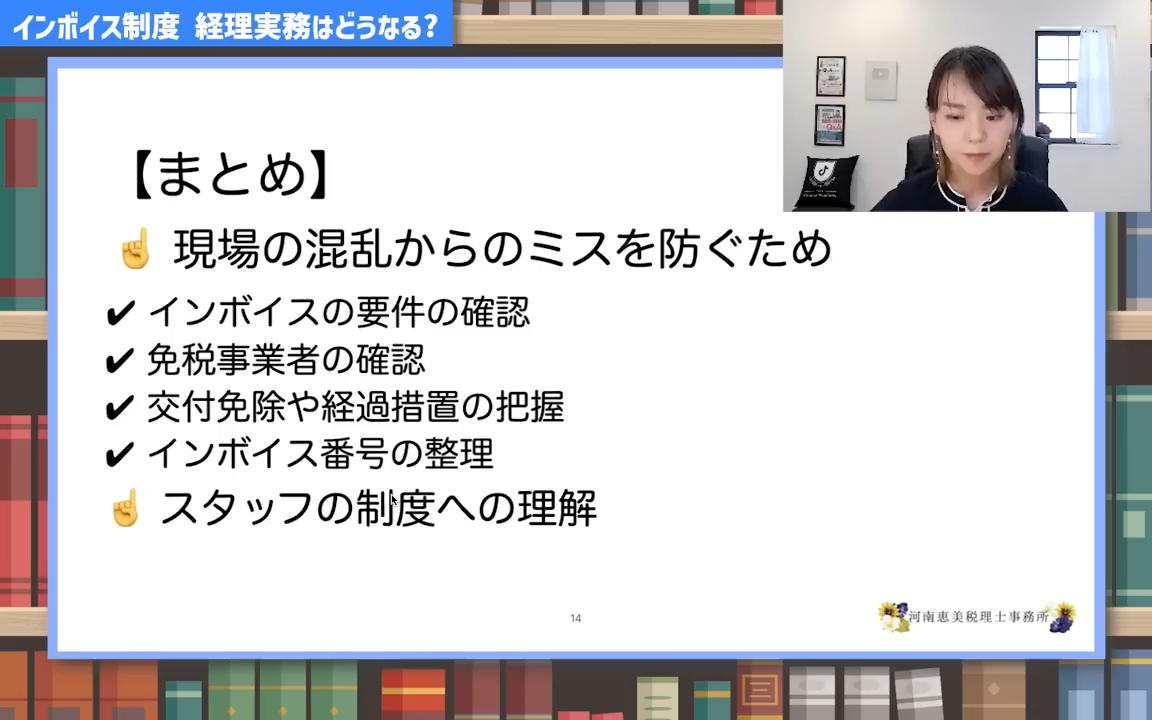 インボイス制度 経理実務はどうなる?
【まとめ】
☝ 現場の混乱からのミスを防ぐため
✔ インボイスの要件の確認
✔ 免税事業者の確認
✔ 交付免除や経過措置の把握
✔ インボイス番号の整理
☝ スタッフの制度への理解
14
河南恵美税理士事務所